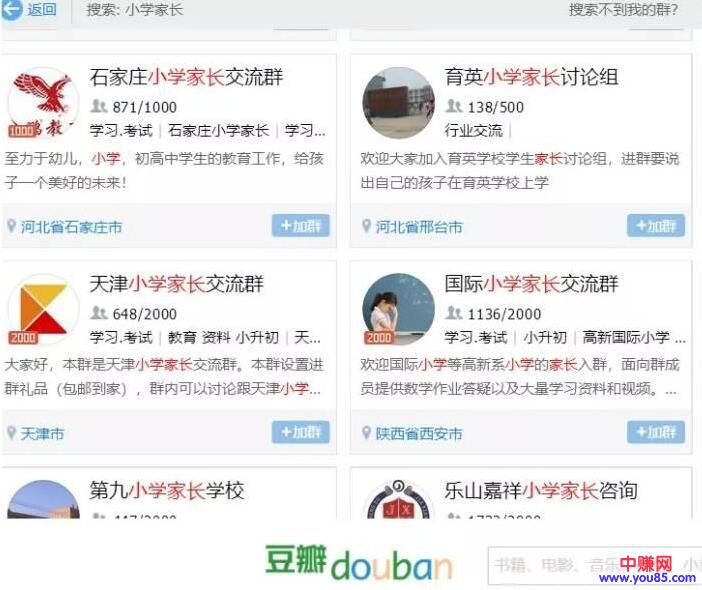 返回 搜索: 小学家长 搜索不到我的群?
石家庄小学家长交流群
871/1000
学习.考试 | 石家庄小学家长 | 学习...
1000
至力于幼儿，小学，初高中学生的教育工作，给孩
子一个美好的未来！
河北省石家庄市 +加群
育英小学家长讨论组
138/500
行业交流 |
欢迎大家加入育英学校学生家长讨论组，进群要说
出自己的孩子在育英学校上学
河北省邢台市 +加群
天津小学家长交流群
648/2000
学习.考试 | 教育 资料 小升初 | 天...
2000
大家好，本群是天津小学家长交流群。本群设置进
群礼品（包邮到家），群内可以讨论跟天津小学...
天津市 +加群
国际小学家长交流群
1136/2000
学习.考试 | 小升初 | 高新国际小学 ...
2000
欢迎国际小学等高新系小学的家长入群，面向群成
员提供数学作业答疑以及大量学习资料和视频。...
陕西省西安市 +加群
第九小学家长学校
乐山嘉祥小学家长咨询
JX
豆瓣douban
书籍、电影、音乐
中赚网
www.you85.com